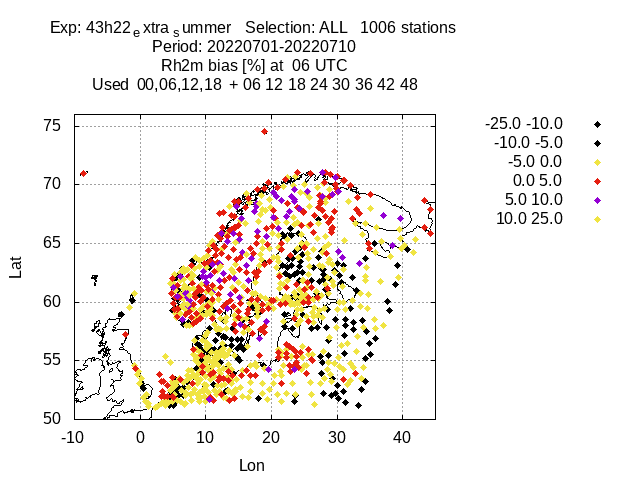 Exp: 43h22extrasummer   Selection: ALL   1006 stations
Period: 20220701-20220710
Rh2m bias [%] at  06 UTC
Used  00,06,12,18  + 06 12 18 24 30 36 42 48
-25.0 -10.0
-10.0 -5.0
-5.0 0.0
0.0 5.0
5.0 10.0
10.0 25.0
75
70
65
60
55
50
Lat
-10 0 10 20 30 40
Lon